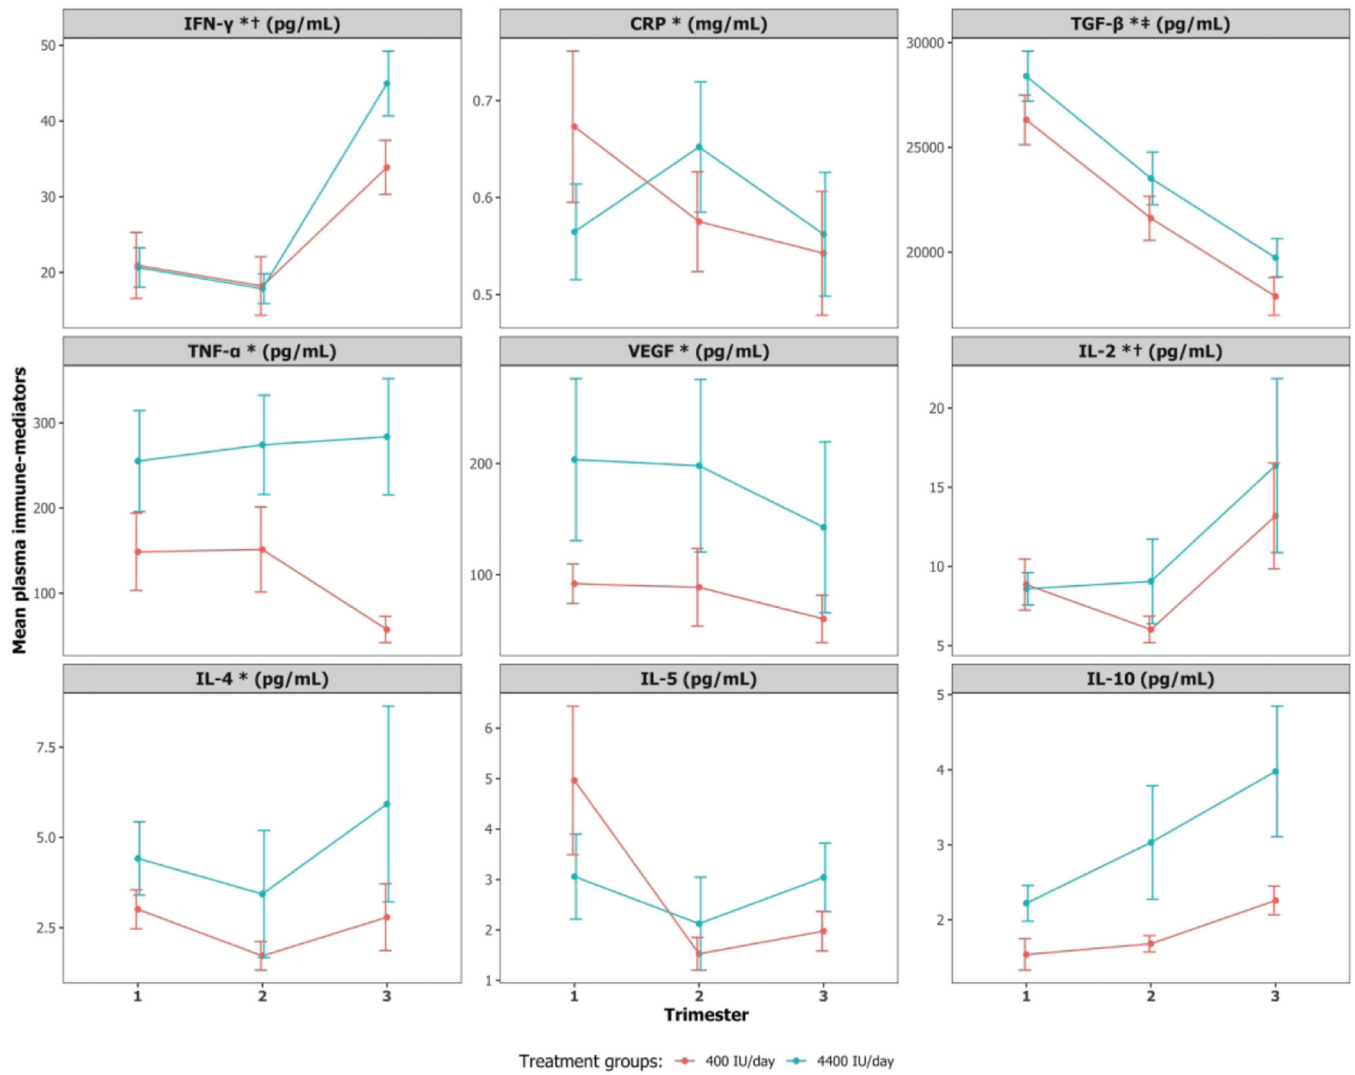 IFN-γ *† (pg/mL)
50
40
30
20
CRP * (mg/mL)
0.7
0.6
0.5
TGF-β *‡ (pg/mL)
30000
25000
20000
Mean plasma immune-mediators
TNF-α * (pg/mL)
300
200
100
VEGF * (pg/mL)
200
100
IL-2 *† (pg/mL)
20
15
10
5
IL-4 * (pg/mL)
7.5
5.0
2.5
1 2 3
IL-5 (pg/mL)
6
5
4
3
2
1
1 2 3
IL-10 (pg/mL)
5
4
3
2
1 2 3
Trimester
Treatment groups: 400 IU/day 4400 IU/day